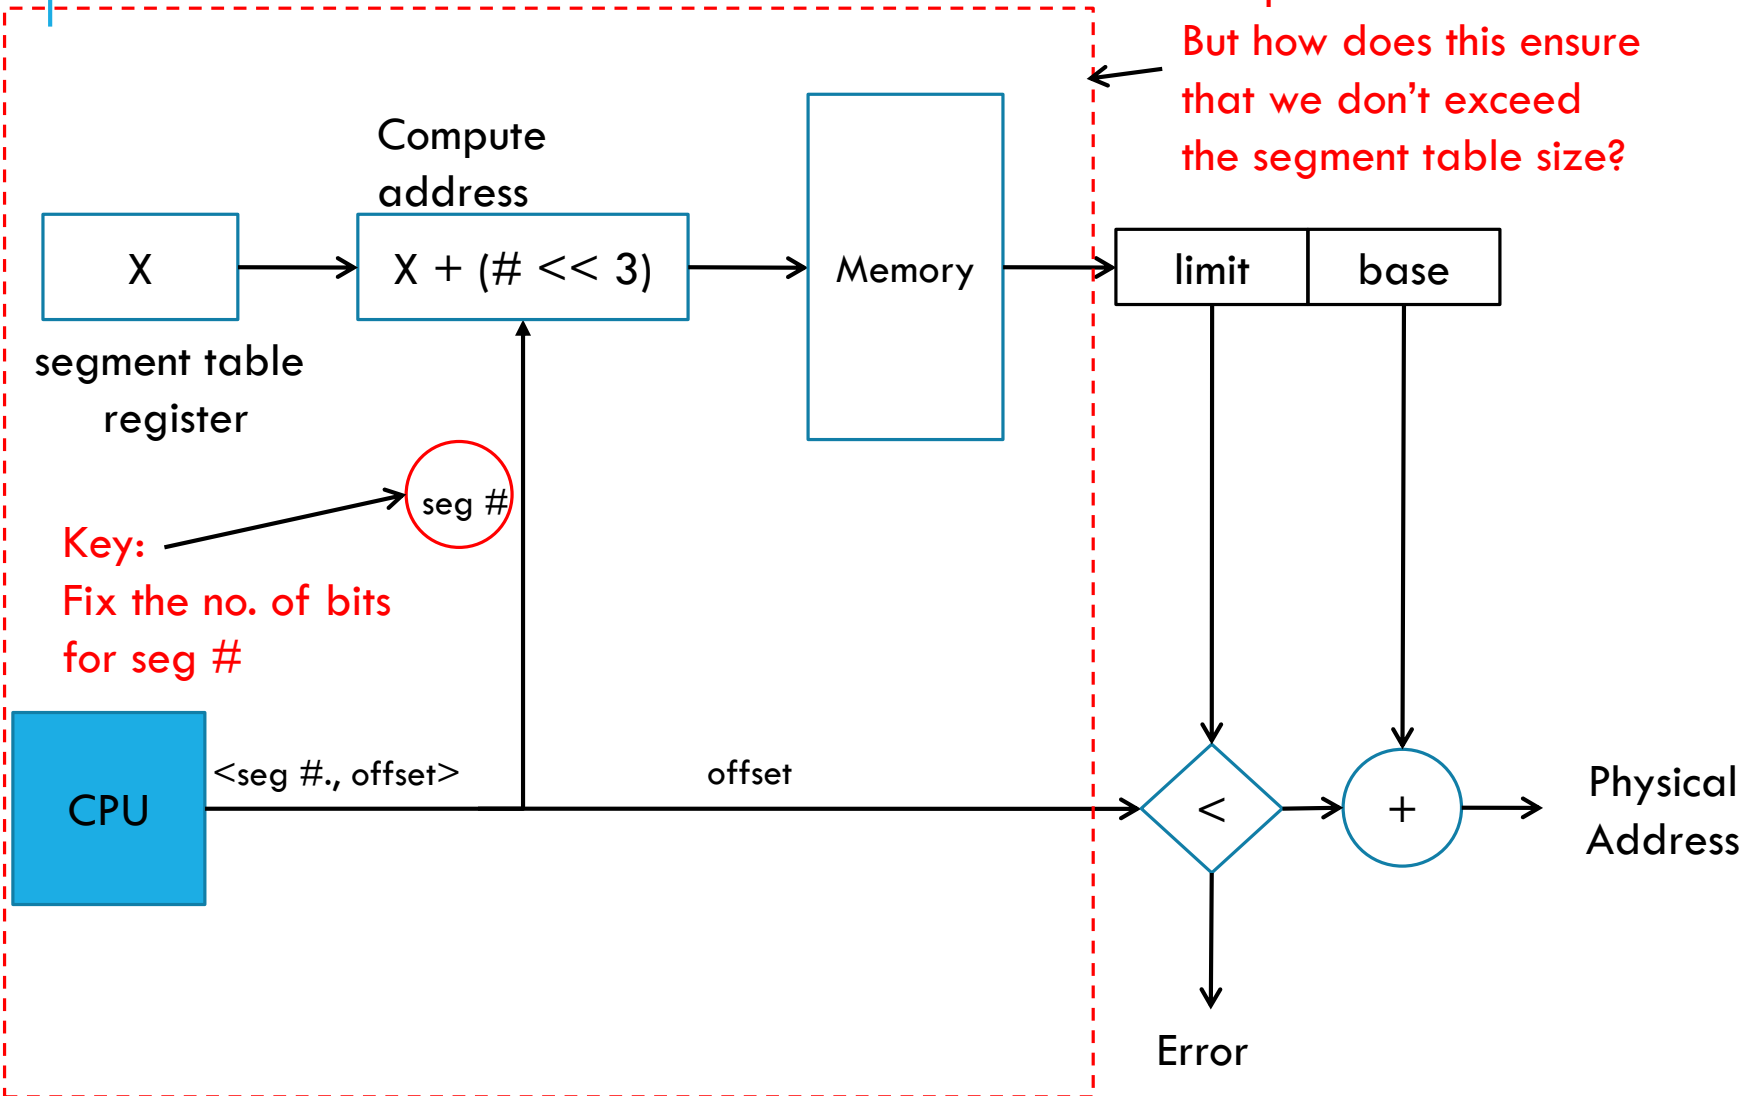 But how does this ensure
that we don’t exceed
the segment table size?
Compute
address
X
X + (# << 3)
Memory
limit
base
segment table
register
seg #
Key:
Fix the no. of bits
for seg #
CPU
<seg #., offset>
offset
<
+
Physical
Address
Error